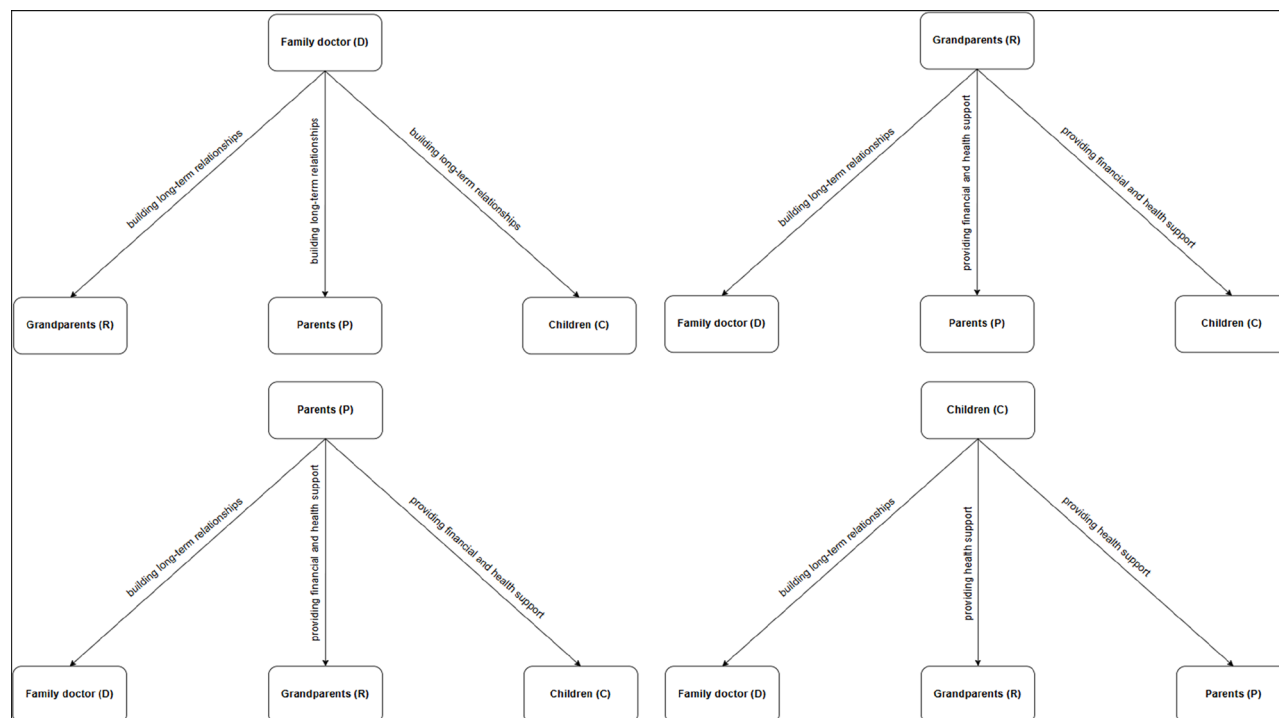 Family doctor (D)
building long-term relationships
building long-term relationships
building long-term relationships
Grandparents (R)
Parents (P)
Children (C)
Grandparents (R)
building long-term relationships
providing financial and health support
providing financial and health support
Family doctor (D)
Parents (P)
Children (C)
Parents (P)
building long-term relationships
providing financial and health support
providing financial and health support
Family doctor (D)
Grandparents (R)
Children (C)
Children (C)
building long-term relationships
providing health support
providing health support
Family doctor (D)
Grandparents (R)
Parents (P)